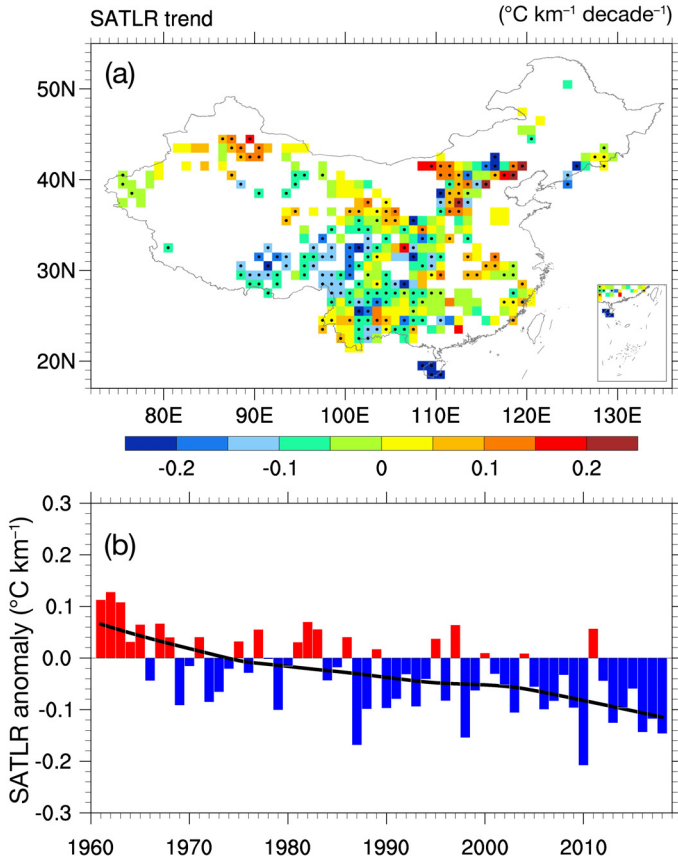 SATLR trend (°C km⁻¹ decade⁻¹)
(a)
50N
40N
30N
20N
80E 90E 100E 110E 120E 130E
-0.2 -0.1 0 0.1 0.2
(b)
0.3
0.2
0.1
0.0
-0.1
-0.2
-0.3
SATLR anomaly (°C km⁻¹)
1960 1970 1980 1990 2000 2010